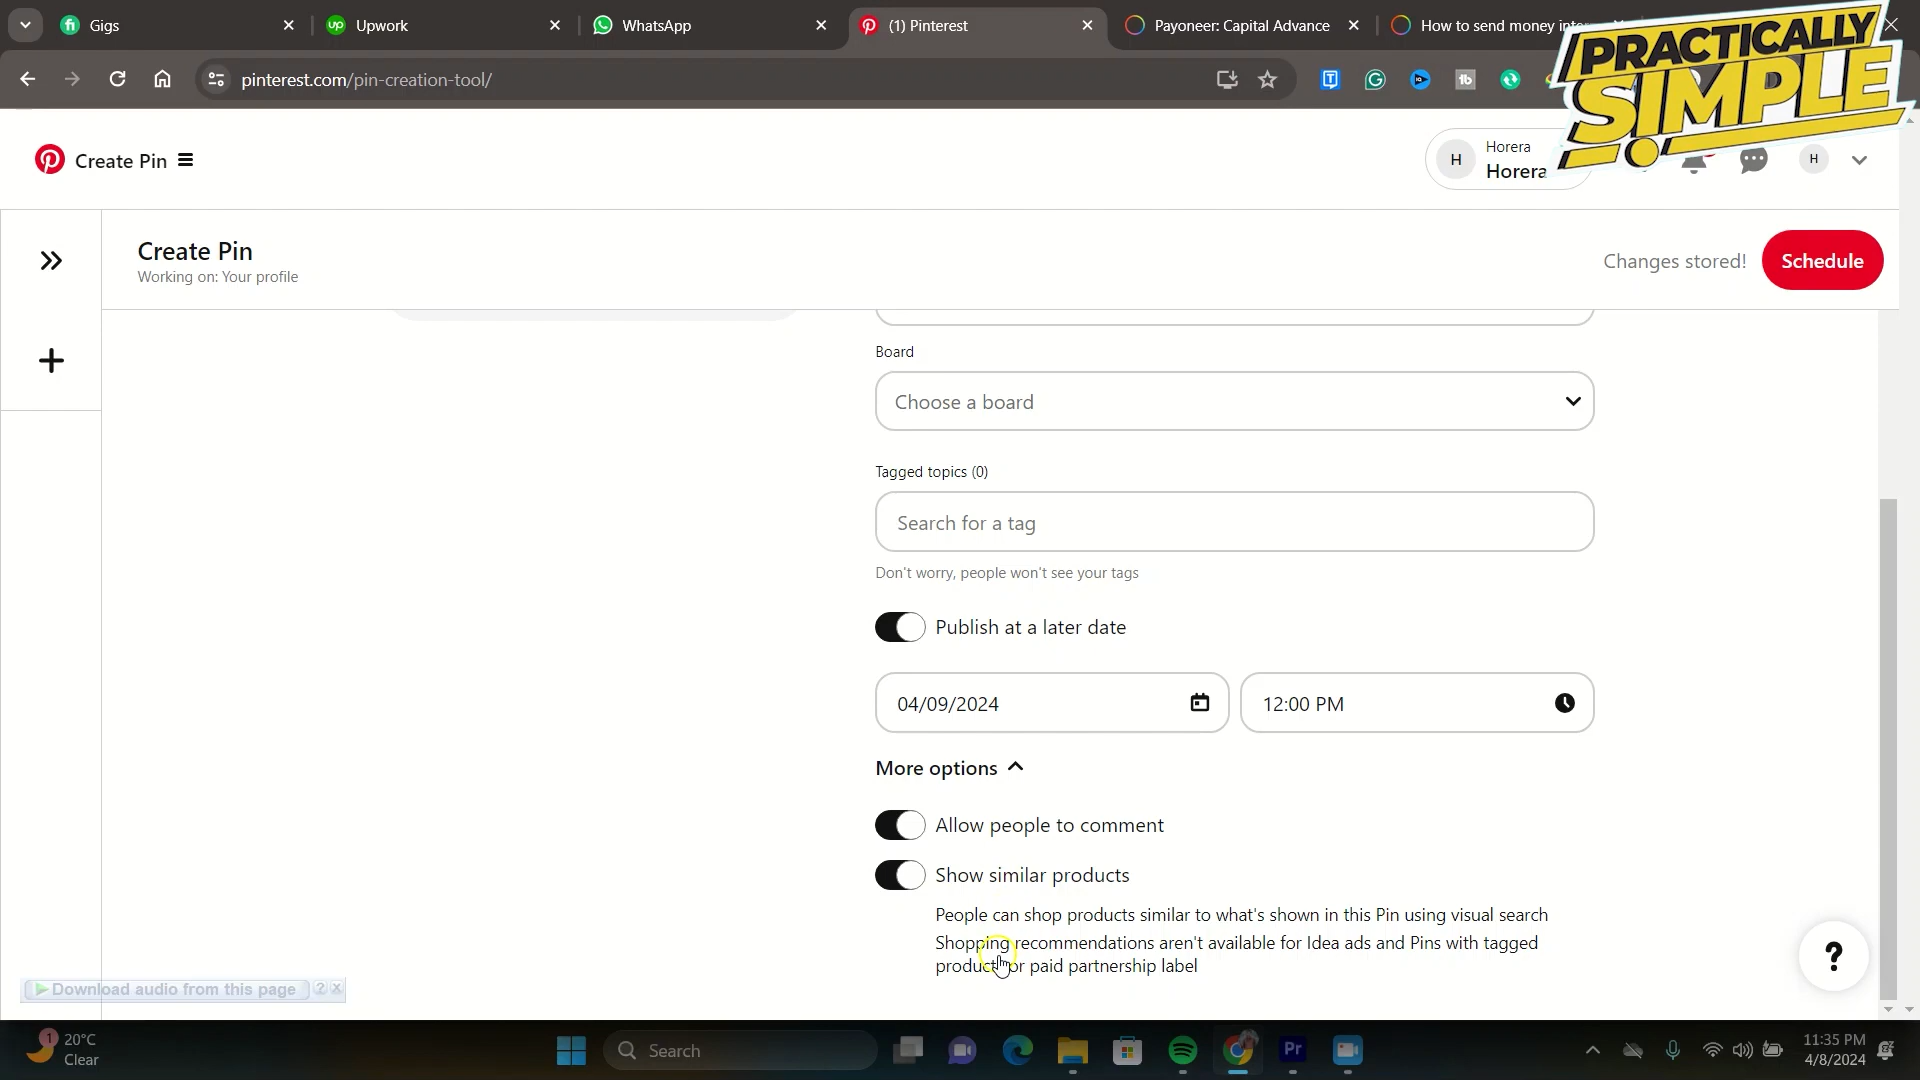 Gigs
Upwork
WhatsApp
(1) Pinterest
Payoneer: Capital Advance
How to send money inte
PRACTICALLY
SIMPLE
pinterest.com/pin-creation-tool/
Create Pin
H
Horera
Horera
H
Create Pin
Working on: Your profile
Changes stored!
Schedule
Board
Choose a board
Tagged topics (0)
Search for a tag
Don't worry, people won't see your tags
Publish at a later date
04/09/2024
12:00 PM
More options
Allow people to comment
Show similar products
People can shop products similar to what's shown in this Pin using visual search
Shopping recommendations aren't available for Idea ads and Pins with tagged
product or paid partnership label
?
Download audio from this page
? x
1
20°C
Clear
Search
Pr
11:35 PM
4/8/2024